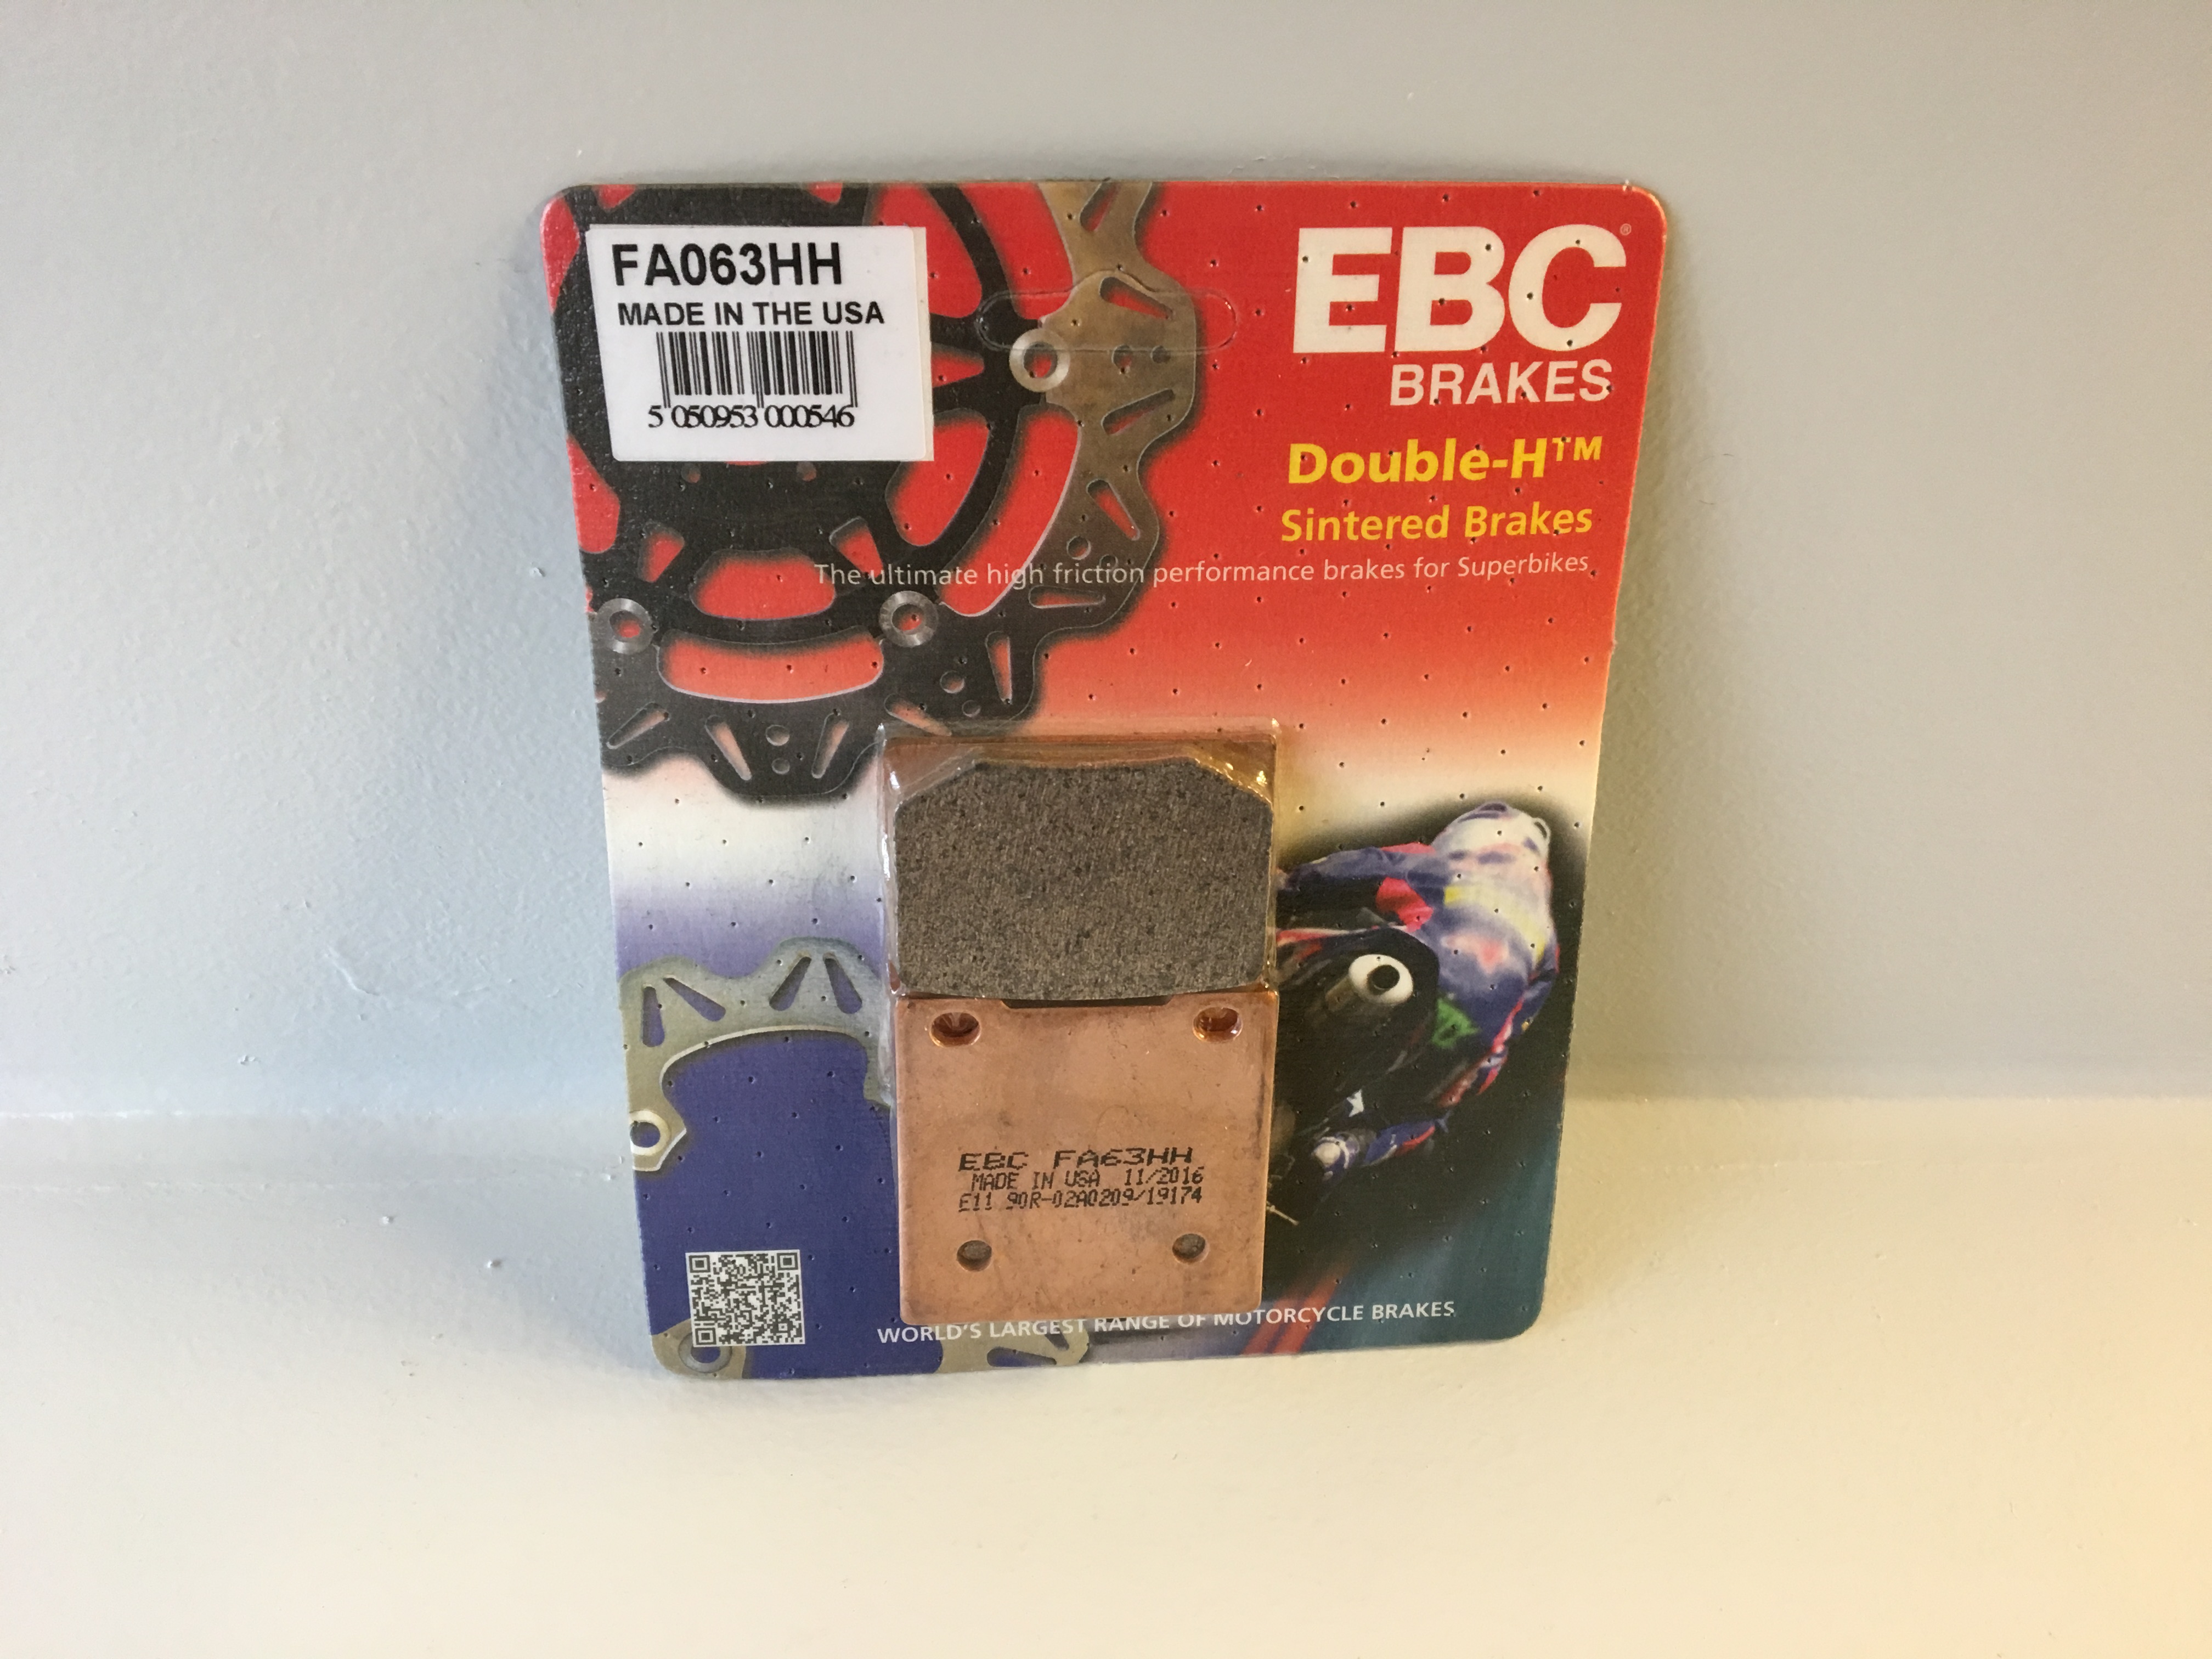 FA063HH
MADE IN THE USA
5 050953 000546
EBC®
BRAKES
Double-H™
Sintered Brakes
The ultimate high friction performance brakes for Superbikes
EBC FA63HH
MADE IN USA 11/2016
E11 90R-02A0209/19174
WORLD'S LARGEST RANGE OF MOTORCYCLE BRAKES